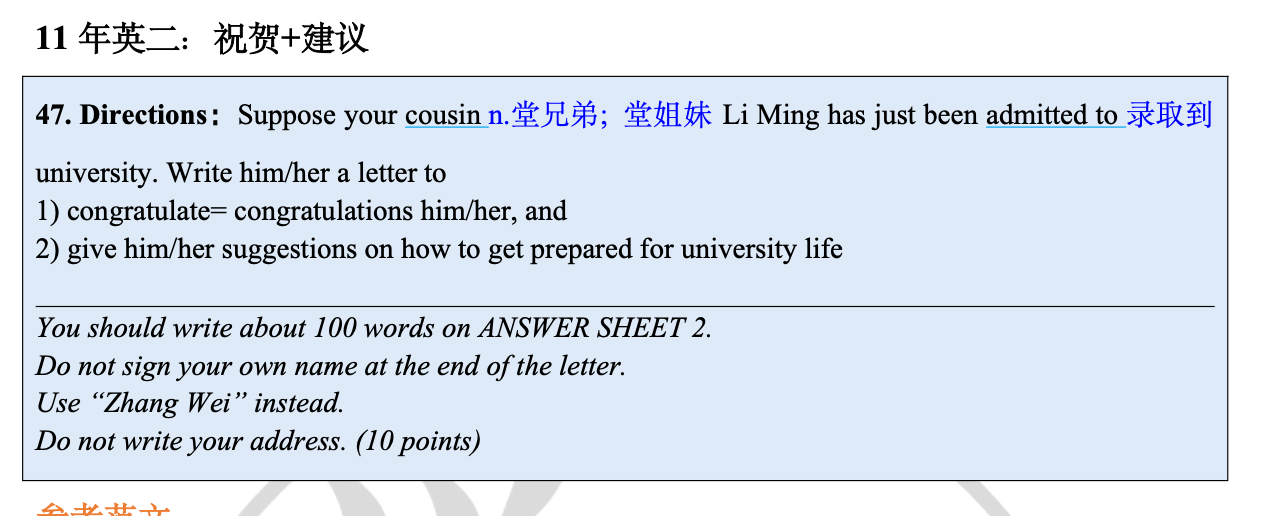 11 年英二：祝贺+建议
47. Directions： Suppose your cousin n.堂兄弟；堂姐妹 Li Ming has just been admitted to 录取到
university. Write him/her a letter to
1) congratulate= congratulations him/her, and
2) give him/her suggestions on how to get prepared for university life
You should write about 100 words on ANSWER SHEET 2.
Do not sign your own name at the end of the letter.
Use “Zhang Wei” instead.
Do not write your address. (10 points)
参考范文